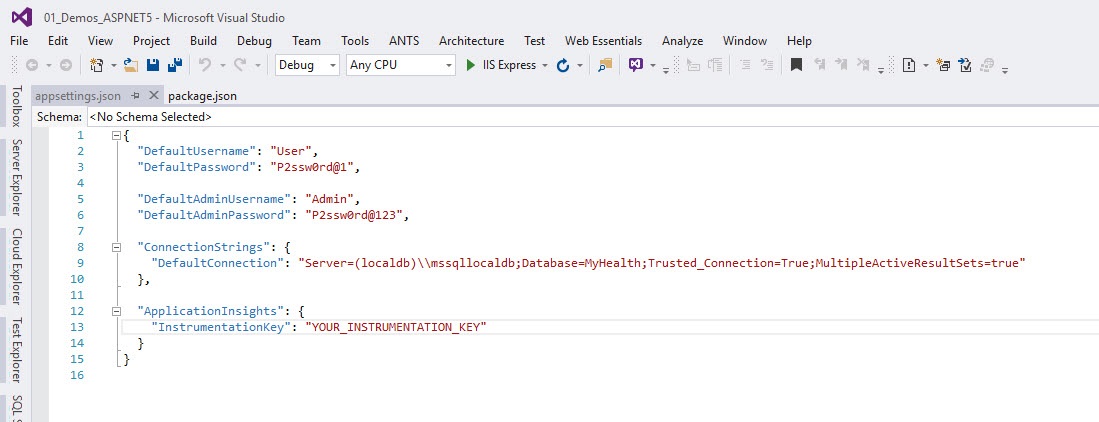 01_Demos_ASPNET5 - Microsoft Visual Studio
File Edit View Project Build Debug Team Tools ANTS Architecture Test Web Essentials Analyze Window Help
Debug Any CPU IIS Express
appsettings.json package.json
Schema: <No Schema Selected>
Toolbox
Server Explorer
Cloud Explorer
Test Explorer
SQL S
1 {
2 "DefaultUsername": "User",
3 "DefaultPassword": "P2ssw0rd@1",
4
5 "DefaultAdminUsername": "Admin",
6 "DefaultAdminPassword": "P2ssw0rd@123",
7
8 "ConnectionStrings": {
9 "DefaultConnection": "Server=(localdb)\\mssqllocaldb;Database=MyHealth;Trusted_Connection=True;MultipleActiveResultSets=true"
10 },
11
12 "ApplicationInsights": {
13 "InstrumentationKey": "YOUR_INSTRUMENTATION_KEY"
14 }
15 }
16